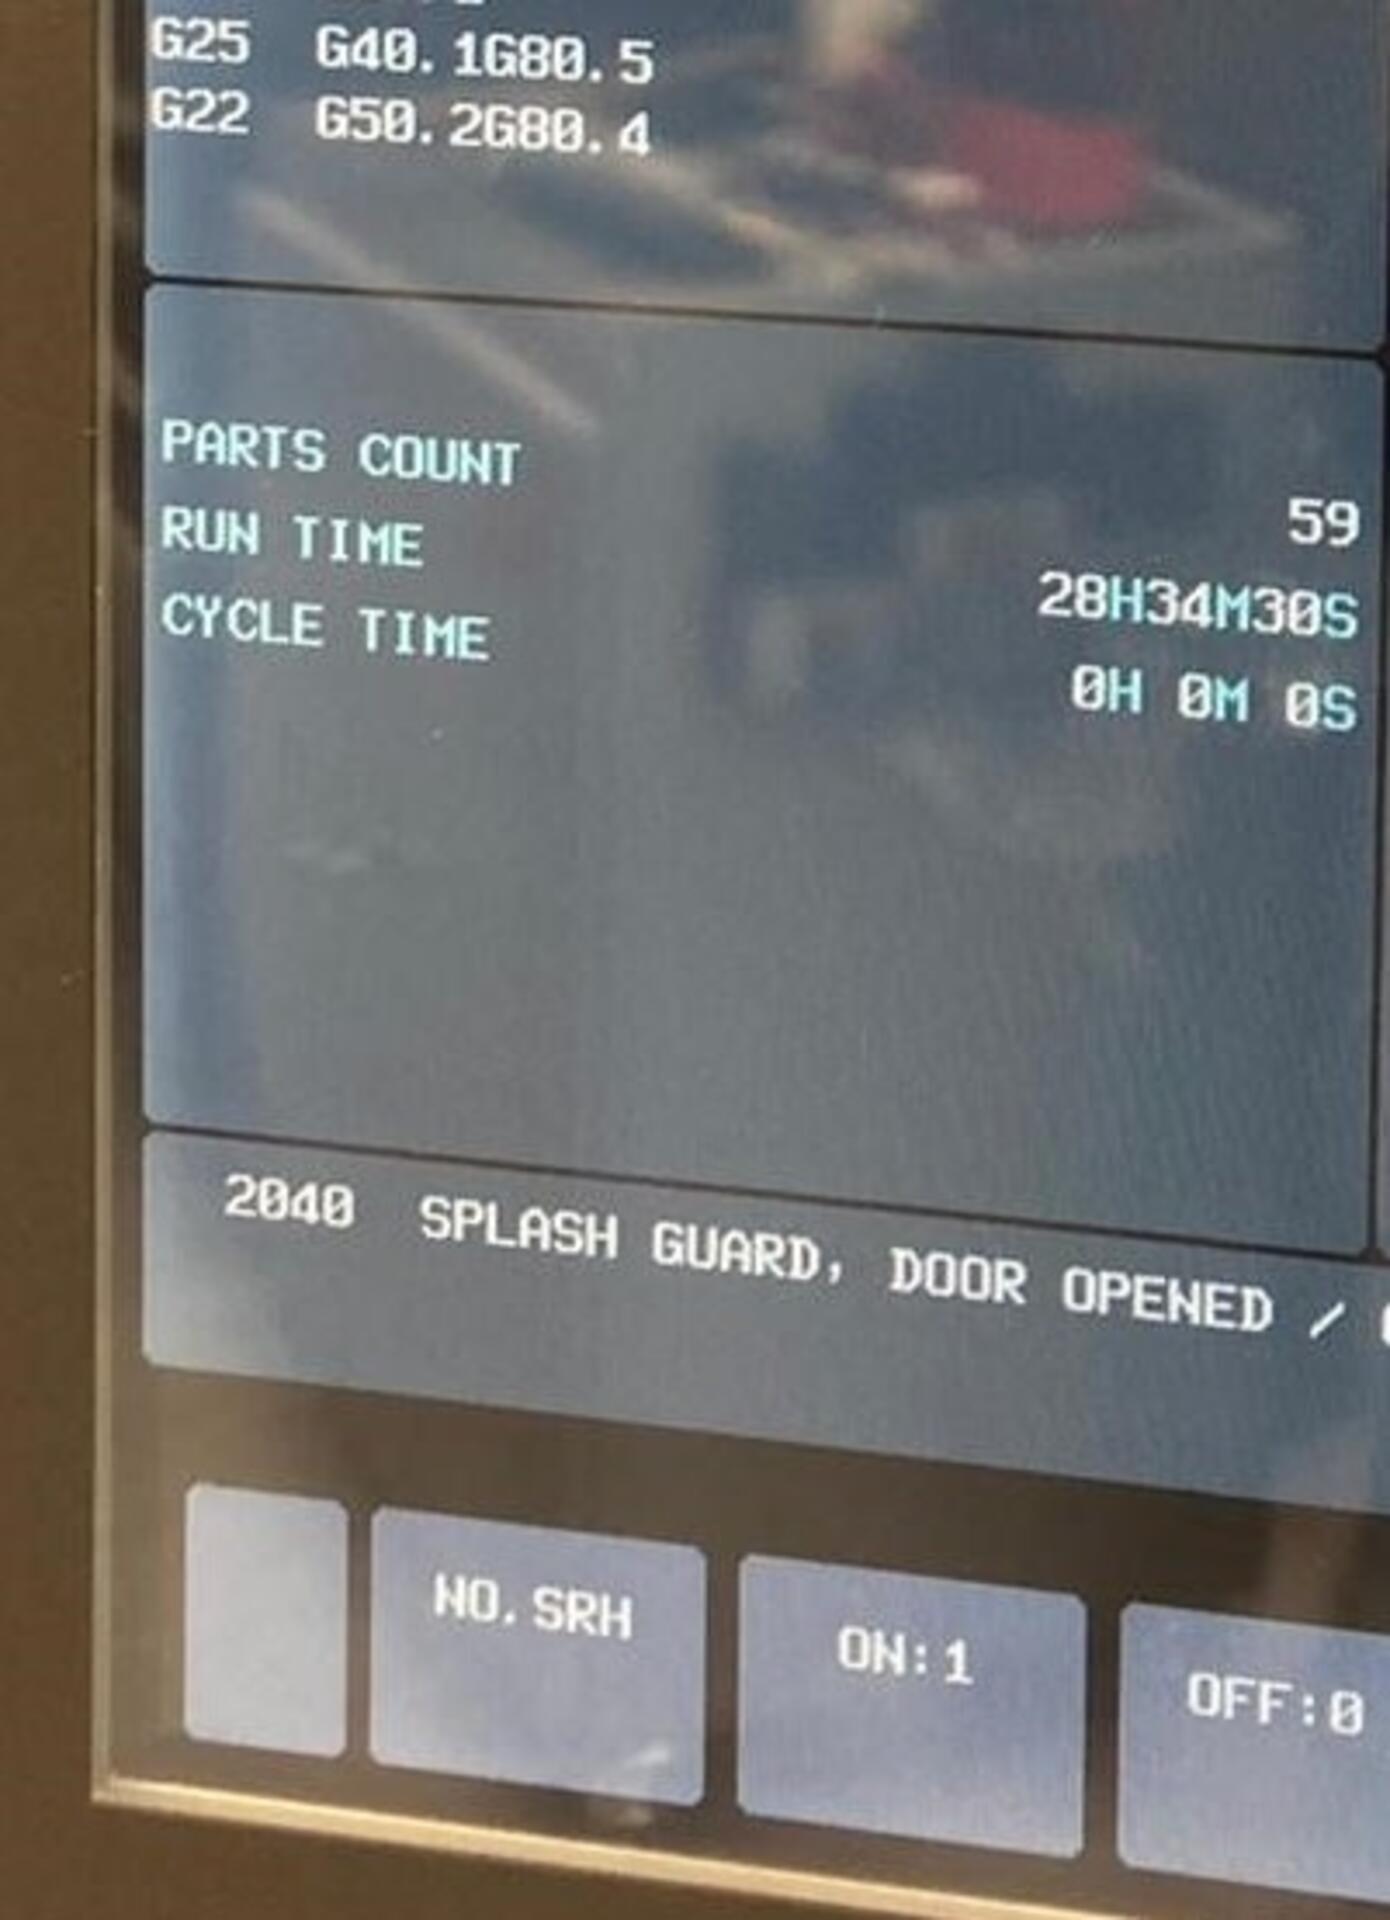 G25 G40.1G80.5
G22 G50.2G80.4
PARTS COUNT 59
RUN TIME 28H34M30S
CYCLE TIME 0H 0M 0S
2040 SPLASH GUARD, DOOR OPENED /
NO.SRH ON:1 OFF:0